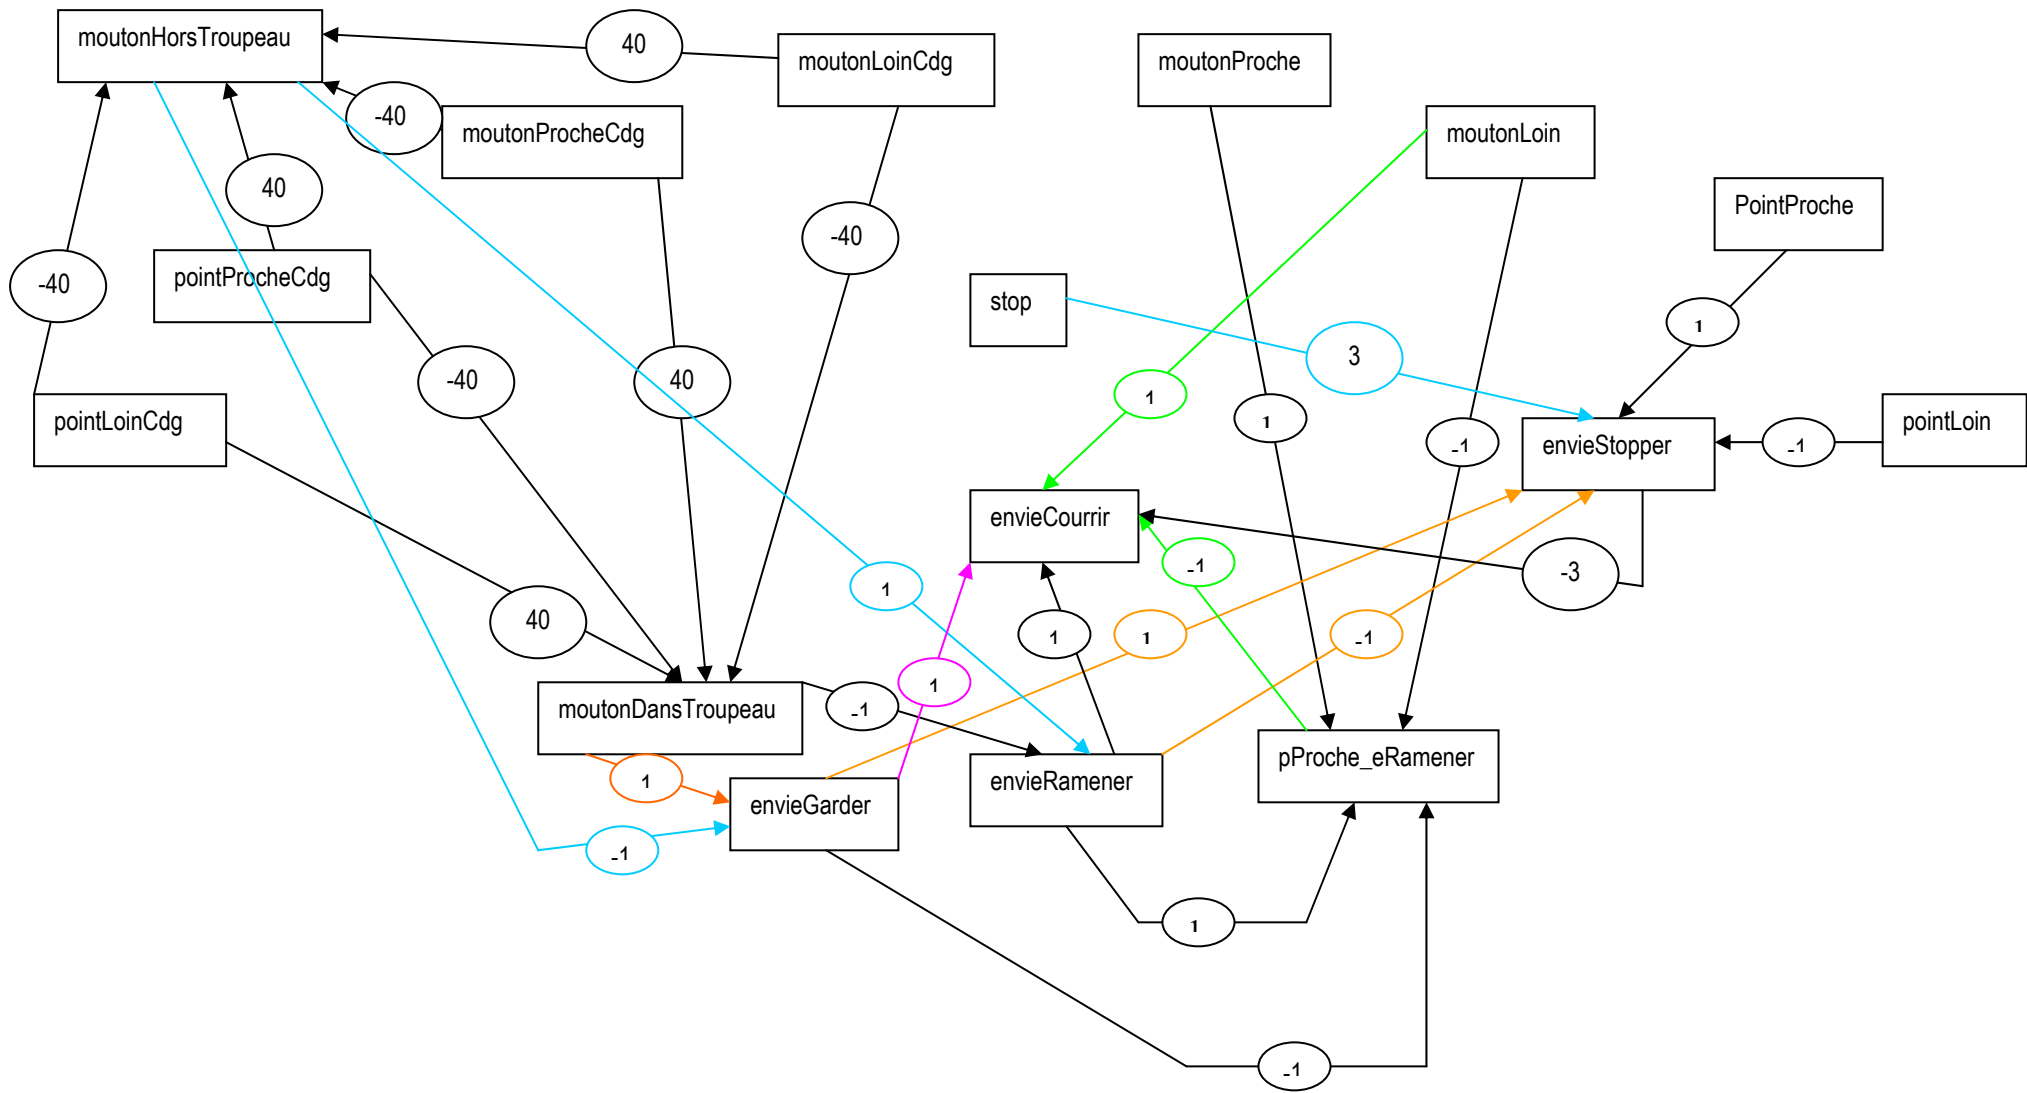 moutonHorsTroupeau
40
moutonLoinCdg
moutonProche
-40
moutonProcheCdg
moutonLoin
40
PointProche
-40
-40
pointProcheCdg
stop
1
3
-40
40
1
pointLoinCdg
1
-1
envieStopper
-1
pointLoin
envieCourrir
-1
-3
1
40
1
1
-1
1
moutonDansTroupeau
-1
1
envieGarder
envieRamener
pProche_eRamener
-1
1
-1